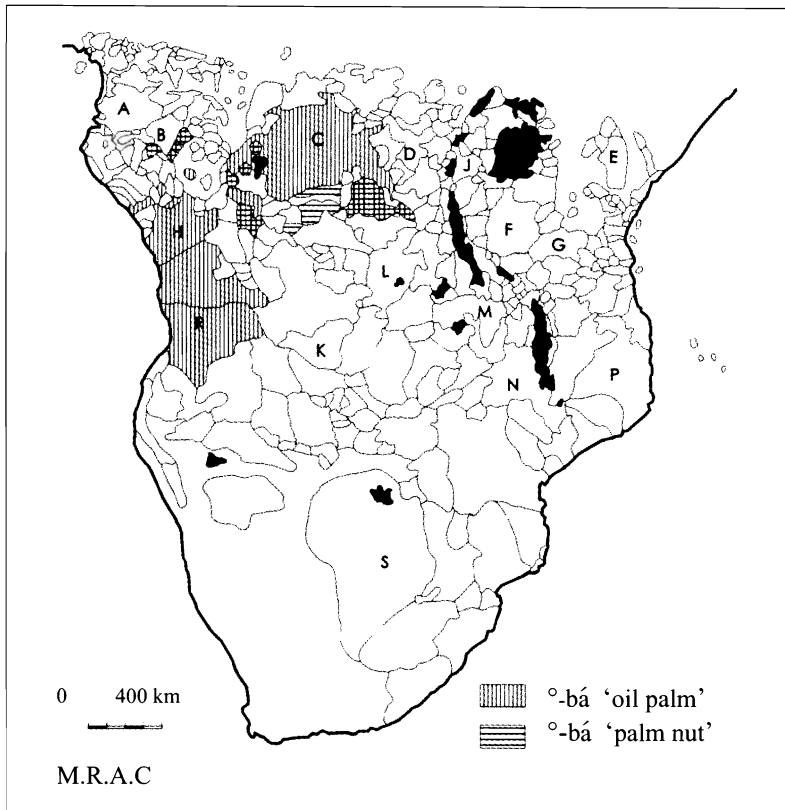 A
B
C
D
J
E
H
F
G
L
R
M
K
N
P
S
0 400 km
°-bá ‘oil palm’
°-bá ‘palm nut’
M.R.A.C